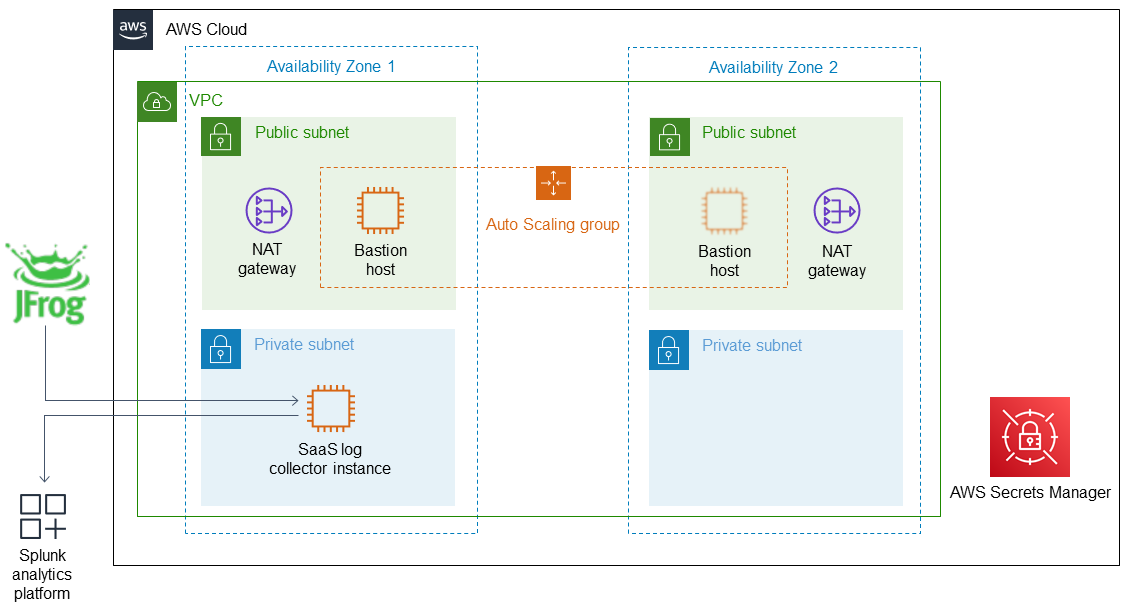 aws
AWS Cloud
Availability Zone 1
Availability Zone 2
VPC
Public subnet
Public subnet
NAT
gateway
Bastion
host
Auto Scaling group
Bastion
host
NAT
gateway
JFrog
Private subnet
Private subnet
SaaS log
collector instance
AWS Secrets Manager
Splunk
analytics
platform